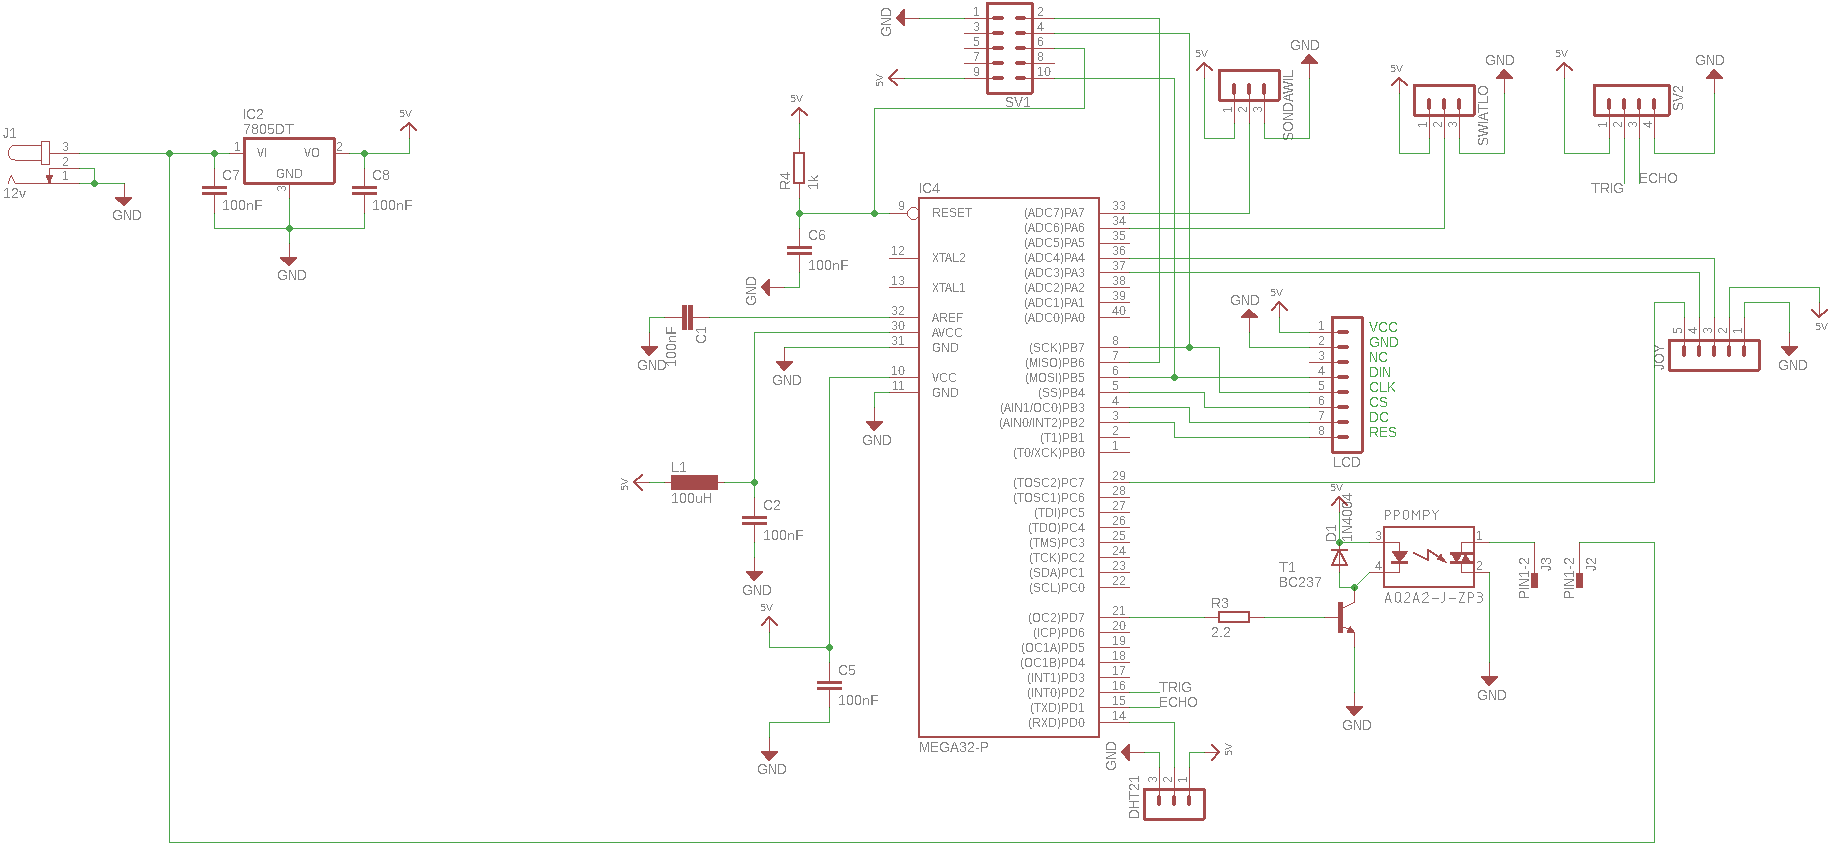 J1
3
2
1
12v
GND
IC2
7805DT
1
VI
VO
2
GND
3
5V
C7
100nF
C8
100nF
GND
GND
1
3
5
7
9
2
4
6
8
10
5V
SV1
5V
GND
1
2
3
SONDAWIL
5V
GND
1
2
3
SWIATLO
5V
GND
1
2
3
4
SV2
TRIG
ECHO
5V
R4
1k
C6
100nF
GND
IC4
9
RESET
12
XTAL2
13
XTAL1
32
AREF
30
AVCC
31
GND
10
VCC
11
GND
(ADC7)PA7
33
(ADC6)PA6
34
(ADC5)PA5
35
(ADC4)PA4
36
(ADC3)PA3
37
(ADC2)PA2
38
(ADC1)PA1
39
(ADC0)PA0
40
(SCK)PB7
8
(MISO)PB6
7
(MOSI)PB5
6
(SS)PB4
5
(AIN1/OC0)PB3
4
(AIN0/INT2)PB2
3
(T1)PB1
2
(T0/XCK)PB0
1
(TOSC2)PC7
29
(TOSC1)PC6
28
(TDI)PC5
27
(TDO)PC4
26
(TMS)PC3
25
(TCK)PC2
24
(SDA)PC1
23
(SCL)PC0
22
(OC2)PD7
21
(ICP)PD6
20
(OC1A)PD5
19
(OC1B)PD4
18
(INT1)PD3
17
(INT0)PD2
16
(TXD)PD1
15
(RXD)PD0
14
MEGA32-P
TRIG
ECHO
C1
100nF
GND
GND
GND
L1
5V
100uH
C2
100nF
GND
5V
C5
100nF
GND
GND
5V
1 VCC
2 GND
3 NC
4 DIN
5 CLK
6 CS
7 DC
8 RES
LCD
5V
5
4
3
2
1
JOY
GND
5V
D1
1N4004
PPOMPY
3
4
1
2
AQ2A2-J-ZP3
T1
BC237
R3
2.2
GND
GND
PIN1-2
J3
PIN1-2
J2
GND
5V
3
2
1
DHT21